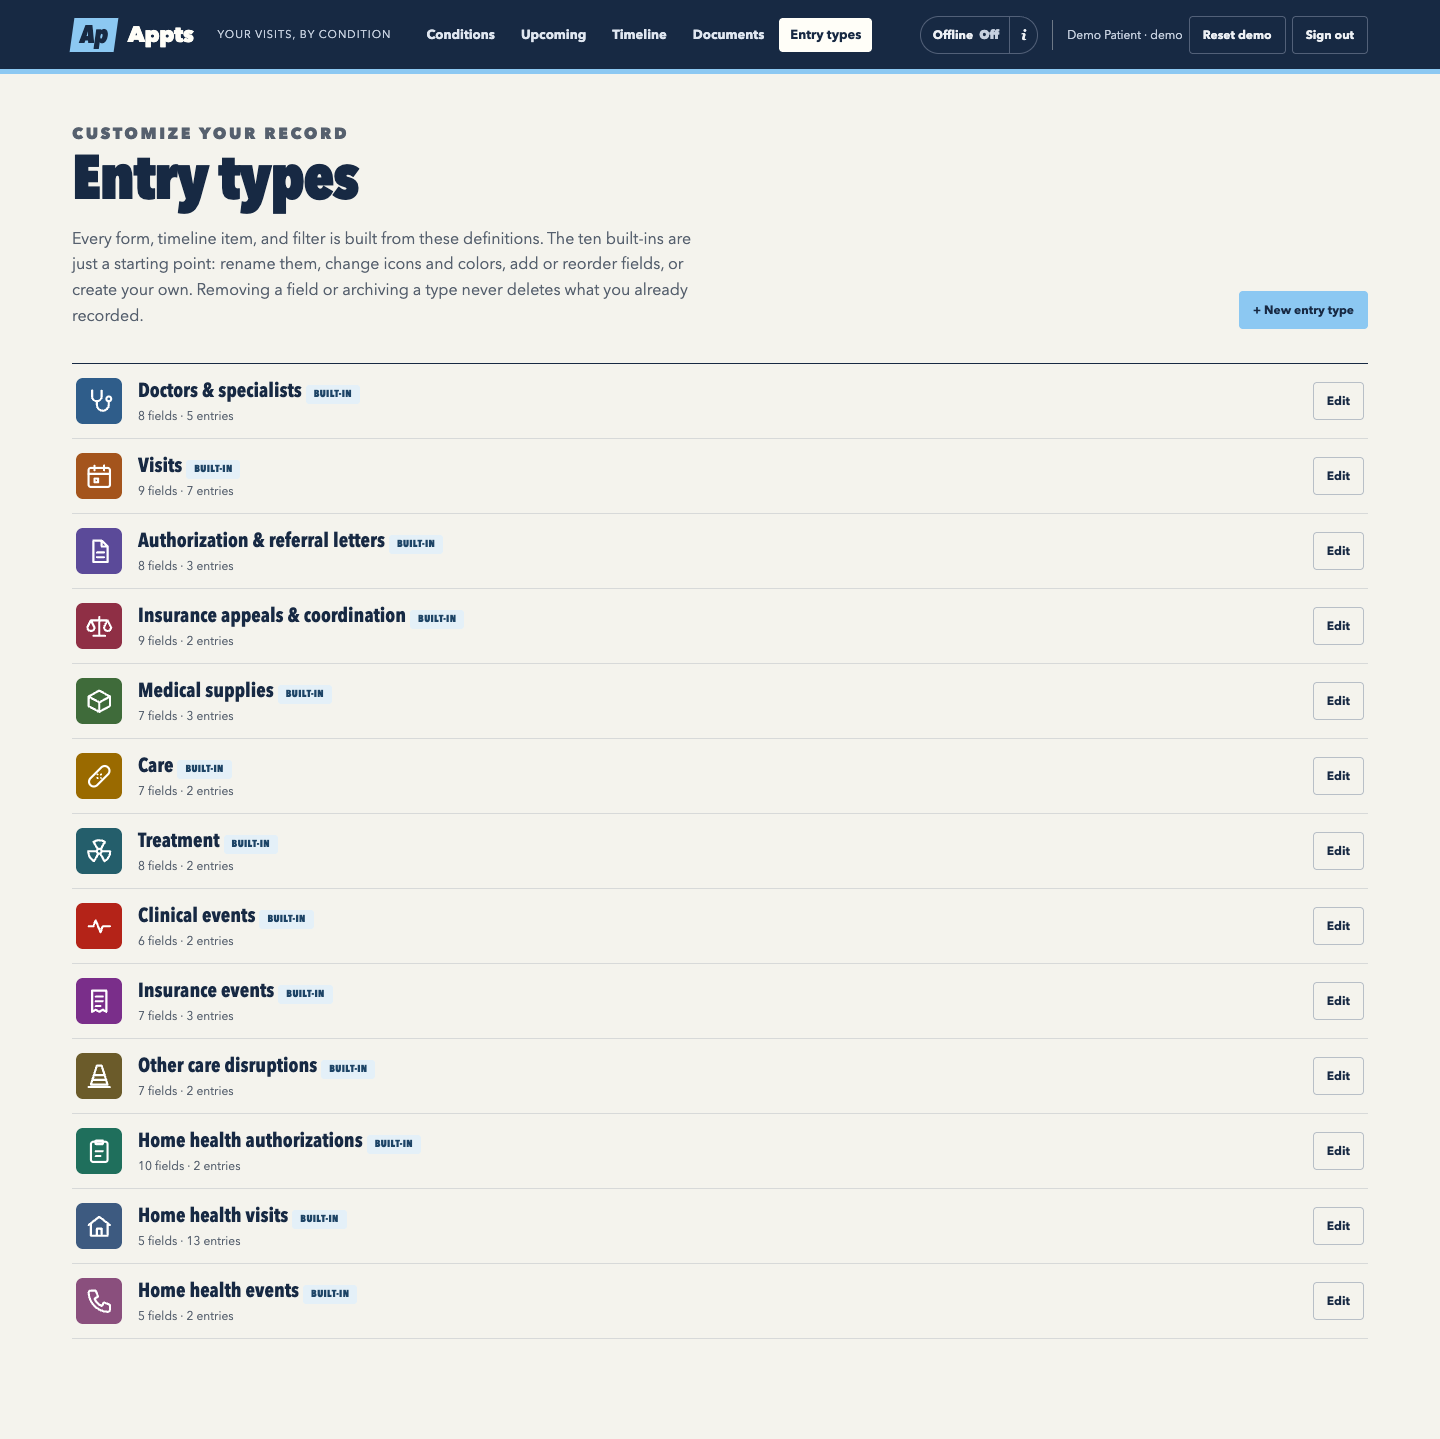 Ap Appts YOUR VISITS, BY CONDITION Conditions Upcoming Timeline Documents Entry types Offline Off i Demo Patient · demo Reset demo Sign out
CUSTOMIZE YOUR RECORD
Entry types
Every form, timeline item, and filter is built from these definitions. The ten built-ins are
just a starting point: rename them, change icons and colors, add or reorder fields, or
create your own. Removing a field or archiving a type never deletes what you already
recorded.
+ New entry type
Doctors & specialists BUILT-IN
8 fields · 5 entries
Edit
Visits BUILT-IN
9 fields · 7 entries
Edit
Authorization & referral letters BUILT-IN
8 fields · 3 entries
Edit
Insurance appeals & coordination BUILT-IN
9 fields · 2 entries
Edit
Medical supplies BUILT-IN
7 fields · 3 entries
Edit
Care BUILT-IN
7 fields · 2 entries
Edit
Treatment BUILT-IN
8 fields · 2 entries
Edit
Clinical events BUILT-IN
6 fields · 2 entries
Edit
Insurance events BUILT-IN
7 fields · 3 entries
Edit
Other care disruptions BUILT-IN
7 fields · 2 entries
Edit
Home health authorizations BUILT-IN
10 fields · 2 entries
Edit
Home health visits BUILT-IN
5 fields · 13 entries
Edit
Home health events BUILT-IN
5 fields · 2 entries
Edit